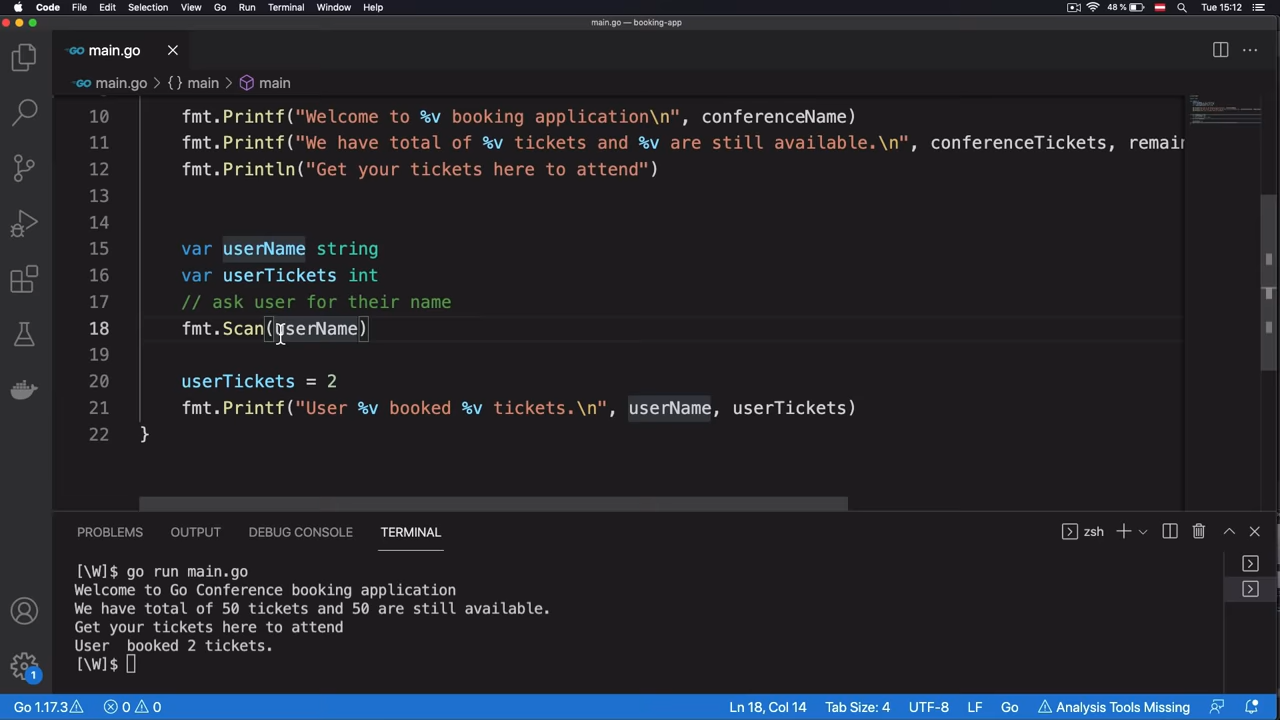 Code File Edit Selection View Go Run Terminal Window Help 48 % Tue 15:12
main.go — booking-app
main.go
main.go > { } main > main
10 fmt.Printf("Welcome to %v booking application\n", conferenceName)
11 fmt.Printf("We have total of %v tickets and %v are still available.\n", conferenceTickets, remain
12 fmt.Println("Get your tickets here to attend")
13
14
15 var userName string
16 var userTickets int
17 // ask user for their name
18 fmt.Scan(userName)
19
20 userTickets = 2
21 fmt.Printf("User %v booked %v tickets.\n", userName, userTickets)
22 }
PROBLEMS OUTPUT DEBUG CONSOLE TERMINAL zsh
[\W]$ go run main.go
Welcome to Go Conference booking application
We have total of 50 tickets and 50 are still available.
Get your tickets here to attend
User  booked 2 tickets.
[\W]$
1
Go 1.17.3 0 0 Ln 18, Col 14 Tab Size: 4 UTF-8 LF Go Analysis Tools Missing